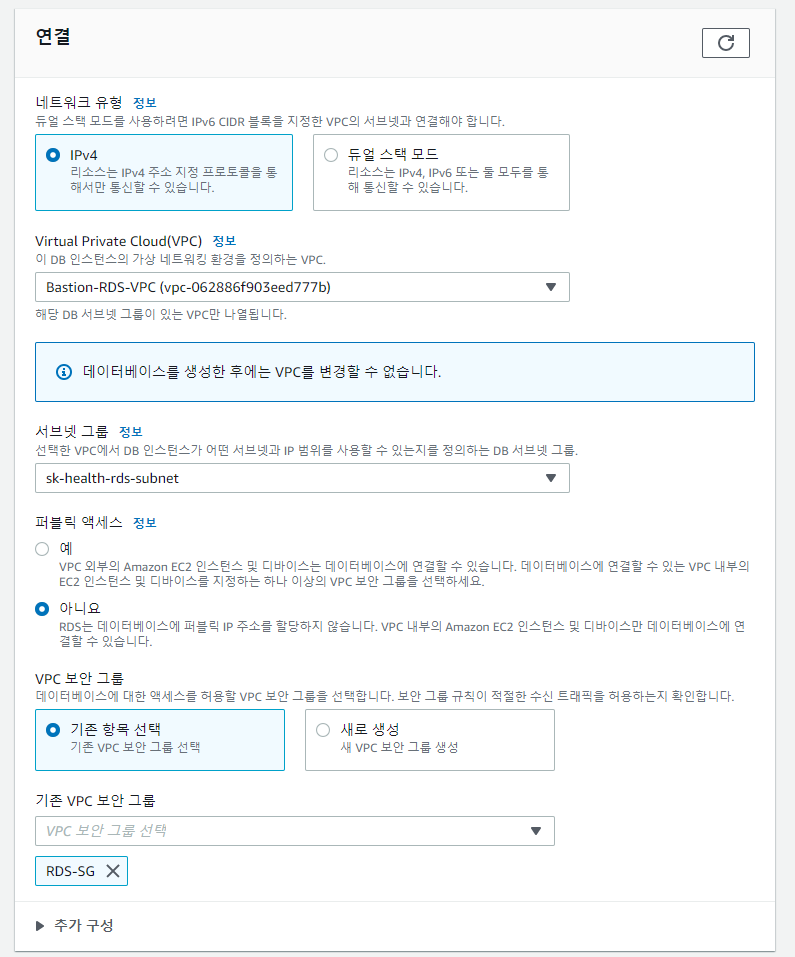 연결
네트워크 유형 정보
듀얼 스택 모드를 사용하려면 IPv6 CIDR 블록을 지정한 VPC의 서브넷과 연결해야 합니다.
IPv4
리소스는 IPv4 주소 지정 프로토콜을 통
해서만 통신할 수 있습니다.
듀얼 스택 모드
리소스는 IPv4, IPv6 또는 둘 모두를 통
해 통신할 수 있습니다.
Virtual Private Cloud(VPC) 정보
이 DB 인스턴스의 가상 네트워킹 환경을 정의하는 VPC.
Bastion-RDS-VPC (vpc-062886f903eed777b)
해당 DB 서브넷 그룹이 있는 VPC만 나열됩니다.
데이터베이스를 생성한 후에는 VPC를 변경할 수 없습니다.
서브넷 그룹 정보
선택한 VPC에서 DB 인스턴스가 어떤 서브넷과 IP 범위를 사용할 수 있는지를 정의하는 DB 서브넷 그룹.
sk-health-rds-subnet
퍼블릭 액세스 정보
예
VPC 외부의 Amazon EC2 인스턴스 및 디바이스는 데이터베이스에 연결할 수 있습니다. 데이터베이스에 연결할 수 있는 VPC 내부의
EC2 인스턴스 및 디바이스를 지정하는 하나 이상의 VPC 보안 그룹을 선택하세요.
아니요
RDS는 데이터베이스에 퍼블릭 IP 주소를 할당하지 않습니다. VPC 내부의 Amazon EC2 인스턴스 및 디바이스만 데이터베이스에 연
결할 수 있습니다.
VPC 보안 그룹
데이터베이스에 대한 액세스를 허용할 VPC 보안 그룹을 선택합니다. 보안 그룹 규칙이 적절한 수신 트래픽을 허용하는지 확인합니다.
기존 항목 선택
기존 VPC 보안 그룹 선택
새로 생성
새 VPC 보안 그룹 생성
기존 VPC 보안 그룹
VPC 보안 그룹 선택
RDS-SG
추가 구성